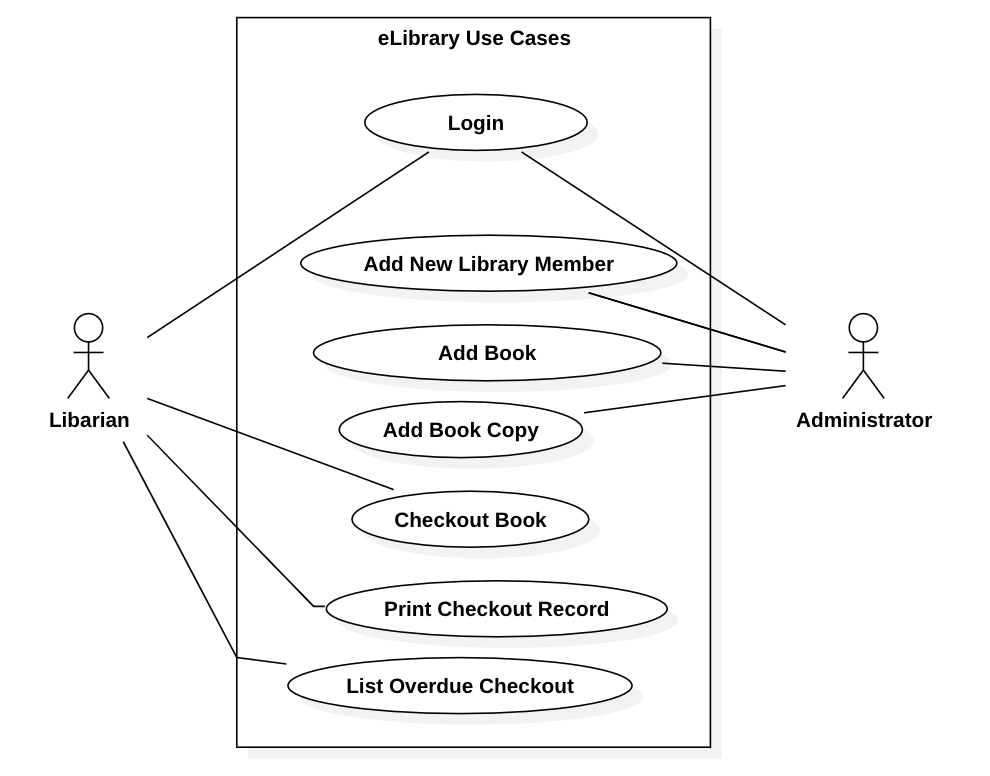 eLibrary Use Cases
Login
Add New Library Member
Add Book
Libarian
Administrator
Add Book Copy
Checkout Book
Print Checkout Record
List Overdue Checkout